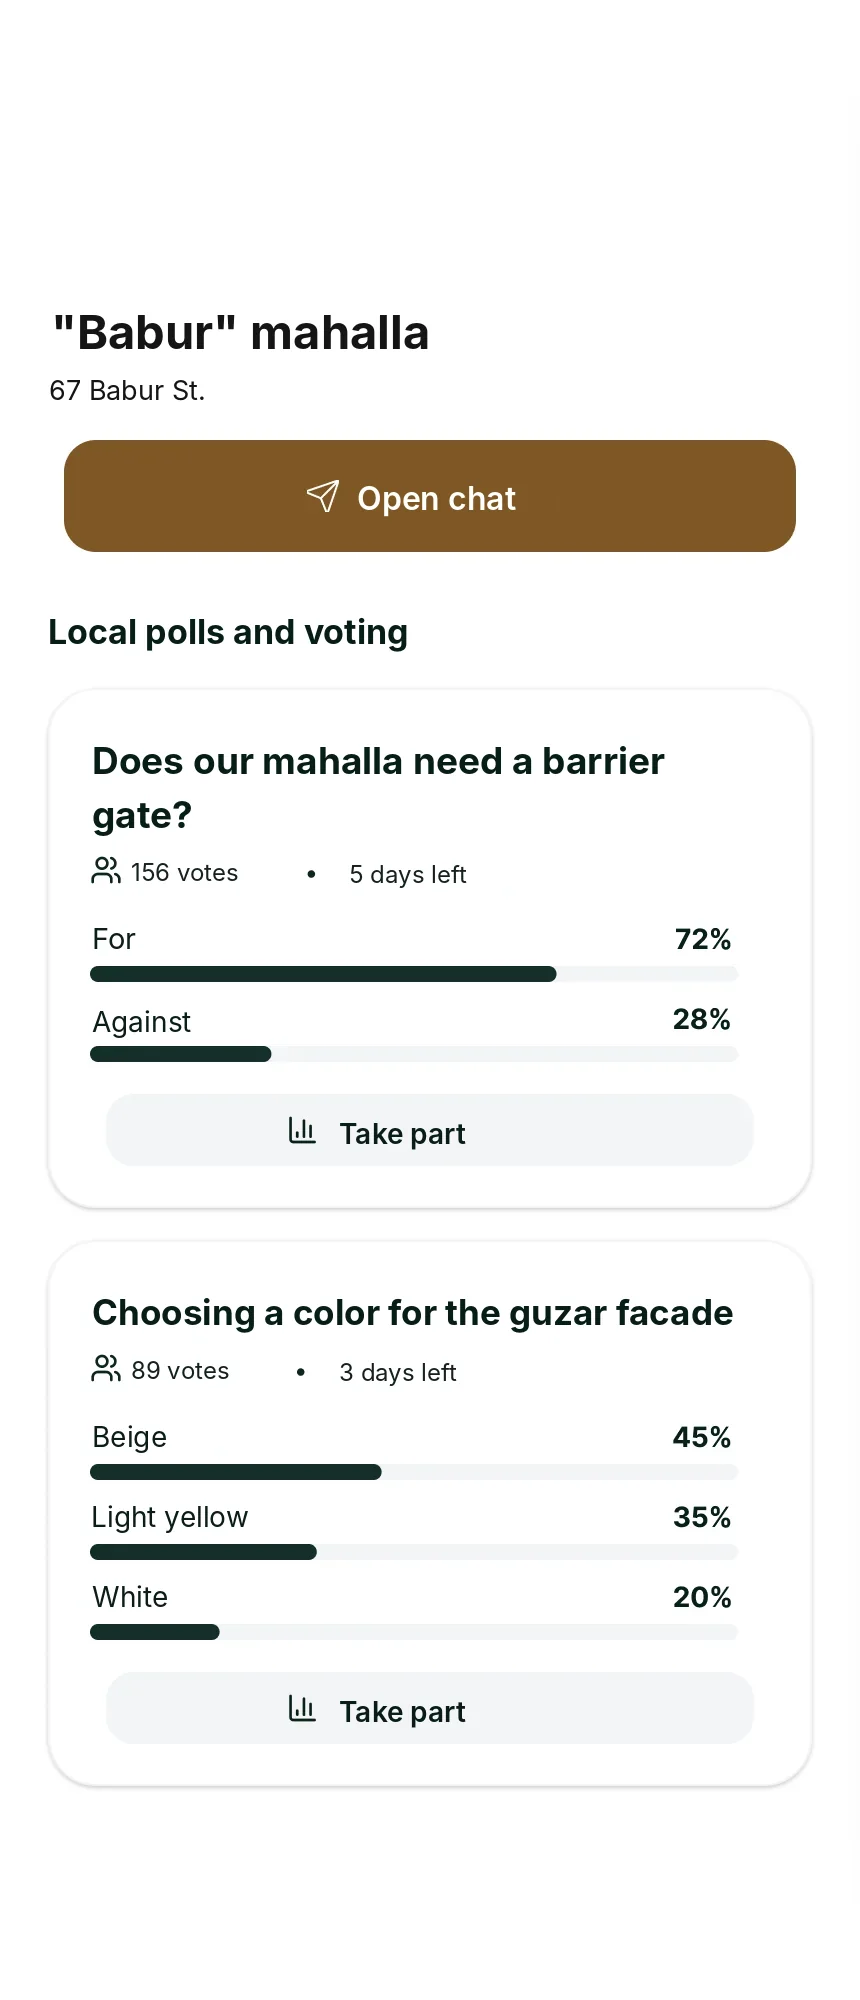 "Babur" mahalla
67 Babur St.
Open chat
Local polls and voting
Does our mahalla need a barrier
gate?
156 votes • 5 days left
For 72%
Against 28%
Take part
Choosing a color for the guzar facade
89 votes • 3 days left
Beige 45%
Light yellow 35%
White 20%
Take part